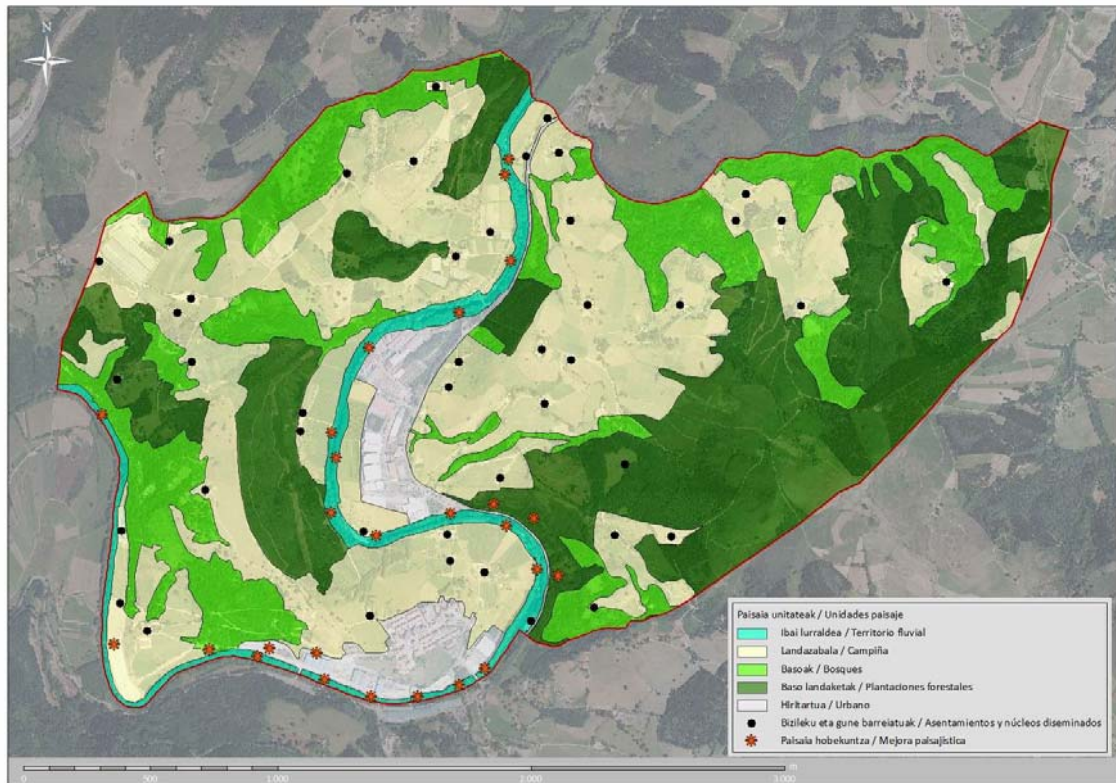 N
Paisaia unitateak / Unidades paisaje
Ibai lurraldea / Territorio fluvial
Landazabala / Campiña
Basoak / Bosques
Baso landaketak / Plantaciones forestales
Hiritartua / Urbano
Bizileku eta gune barreiatuak / Asentamientos y núcleos diseminados
Paisaia hobekuntza / Mejora paisajística
m
0 500 1.000 2.000 3.000